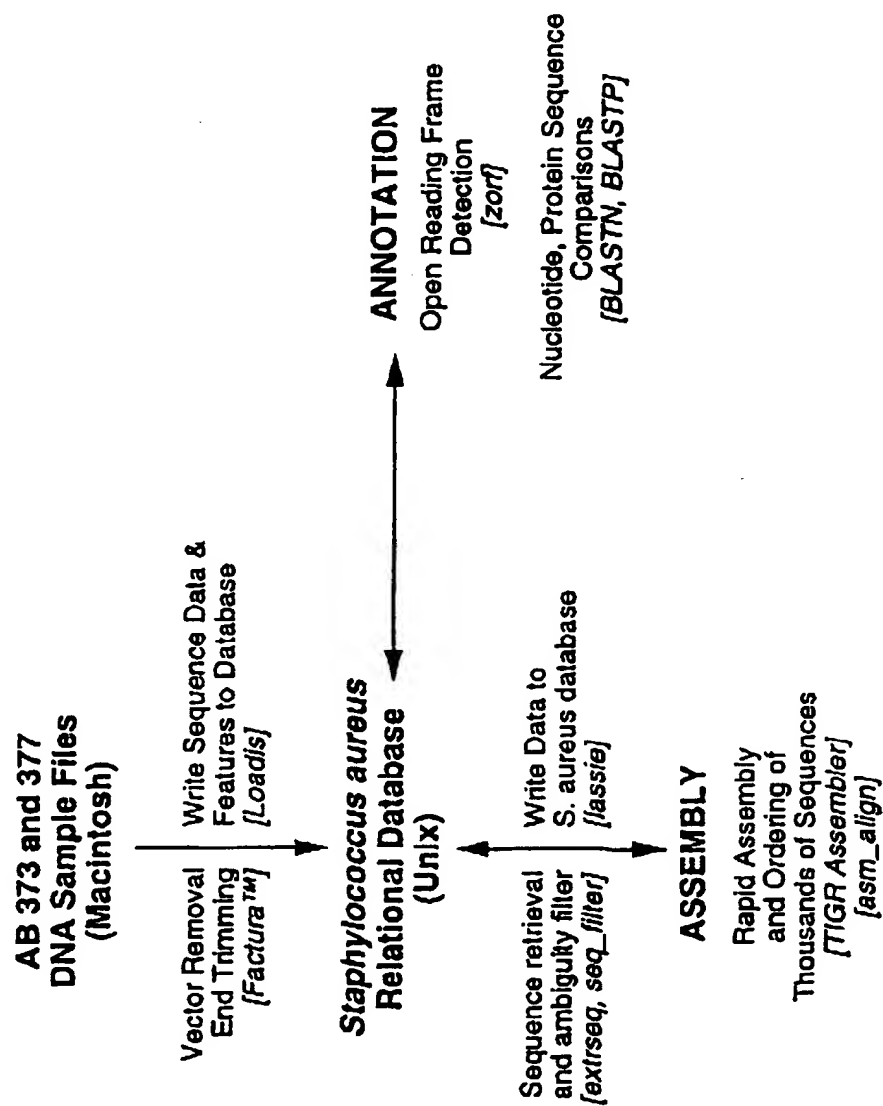 AB 373 and 377
DNA Sample Files
(Macintosh)
Vector Removal
End Trimming
[Factura™]
Write Sequence Data &
Features to Database
[Loadis]
Staphylococcus aureus
Relational Database
(Unix)
ANNOTATION
Open Reading Frame
Detection
[zorf]
Nucleotide, Protein Sequence
Comparisons
[BLASTN, BLASTP]
Sequence retrieval
and ambiguity filter
[extrseq, seq_filter]
Write Data to
S. aureus database
[lassie]
ASSEMBLY
Rapid Assembly
and Ordering of
Thousands of Sequences
[TIGR Assembler]
[asm_align]